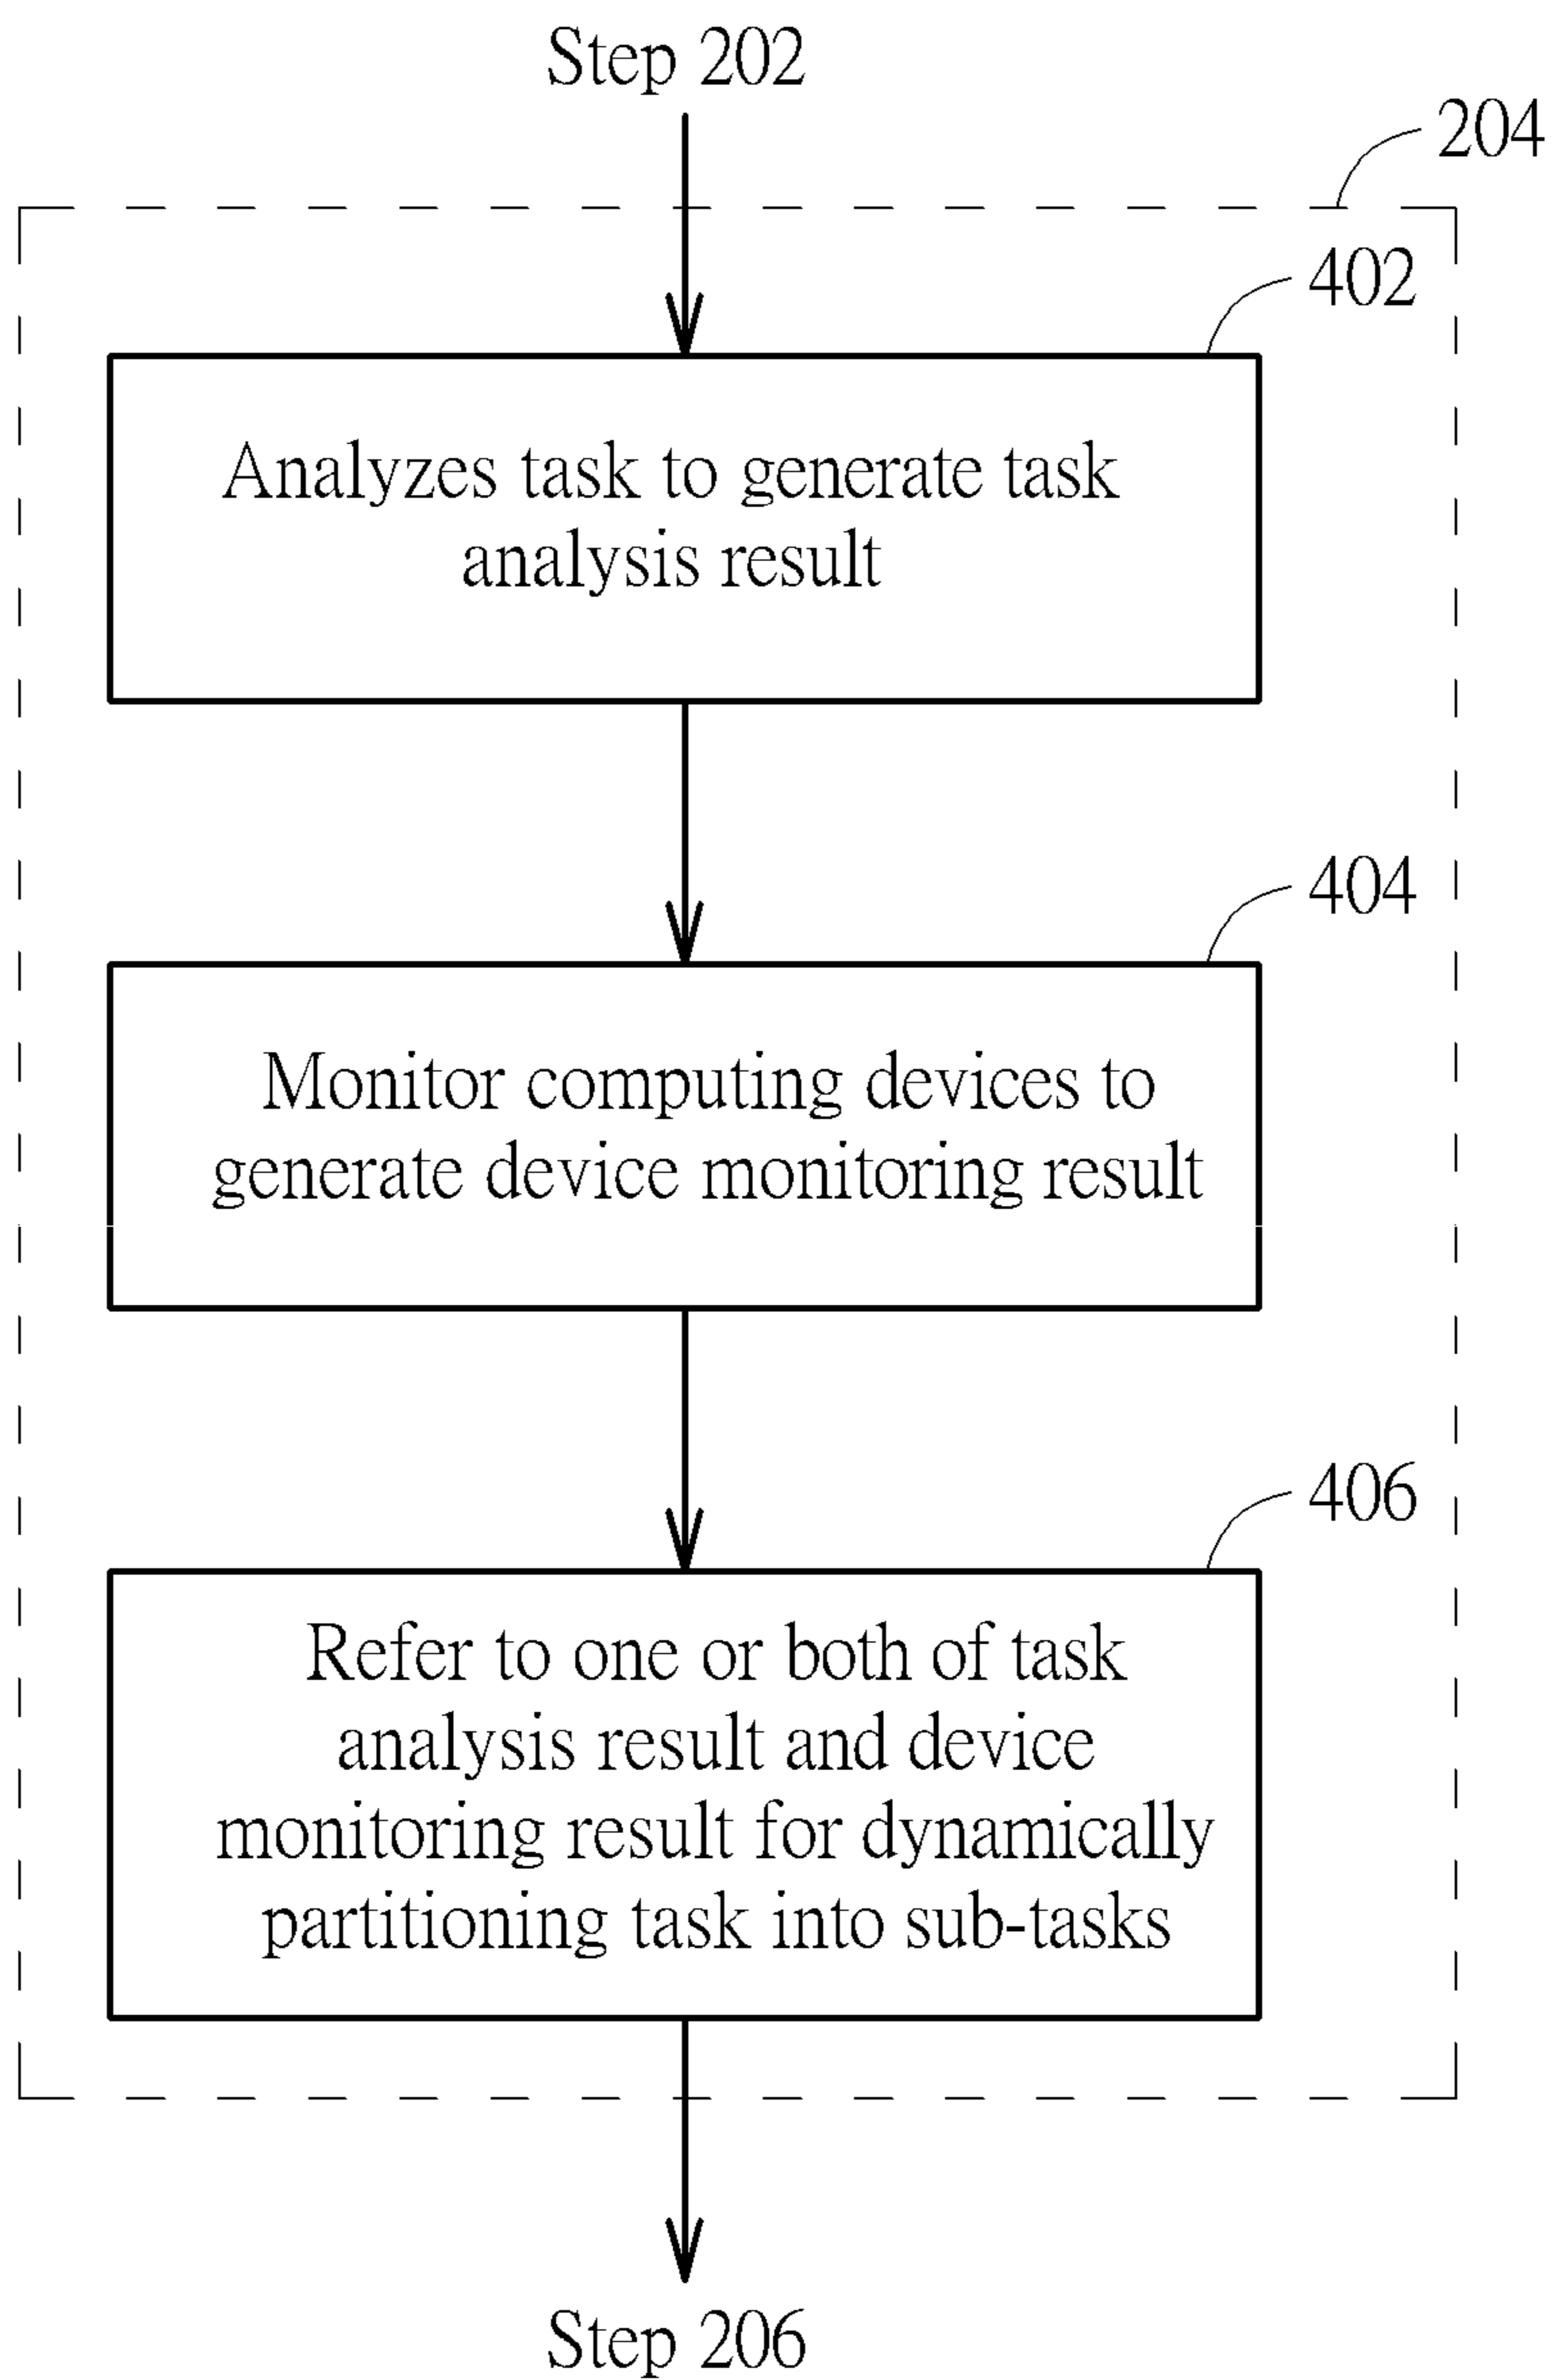 Step 202
204
402
Analyzes task to generate task
analysis result
404
Monitor computing devices to
generate device monitoring result
406
Refer to one or both of task
analysis result and device
monitoring result for dynamically
partitioning task into sub-tasks
Step 206